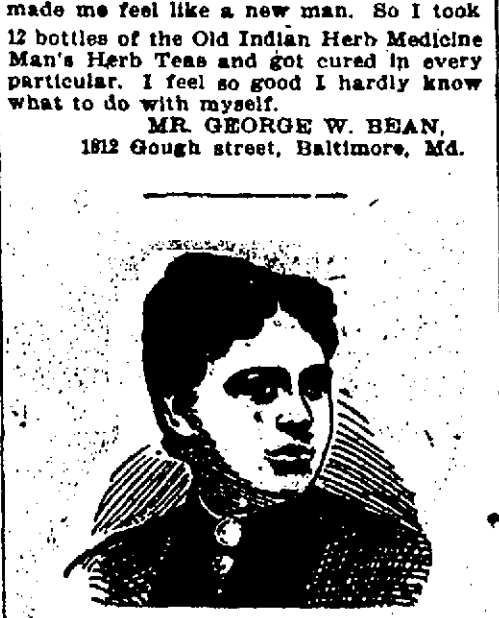 made me feel like a new man. So I took
12 bottles of the Old Indian Herb Medicine
Man's Herb Teas and got cured in every
particular. I feel so good I hardly know
what to do with myself.
MR. GEORGE W. BEAN,
1812 Gough street, Baltimore, Md.